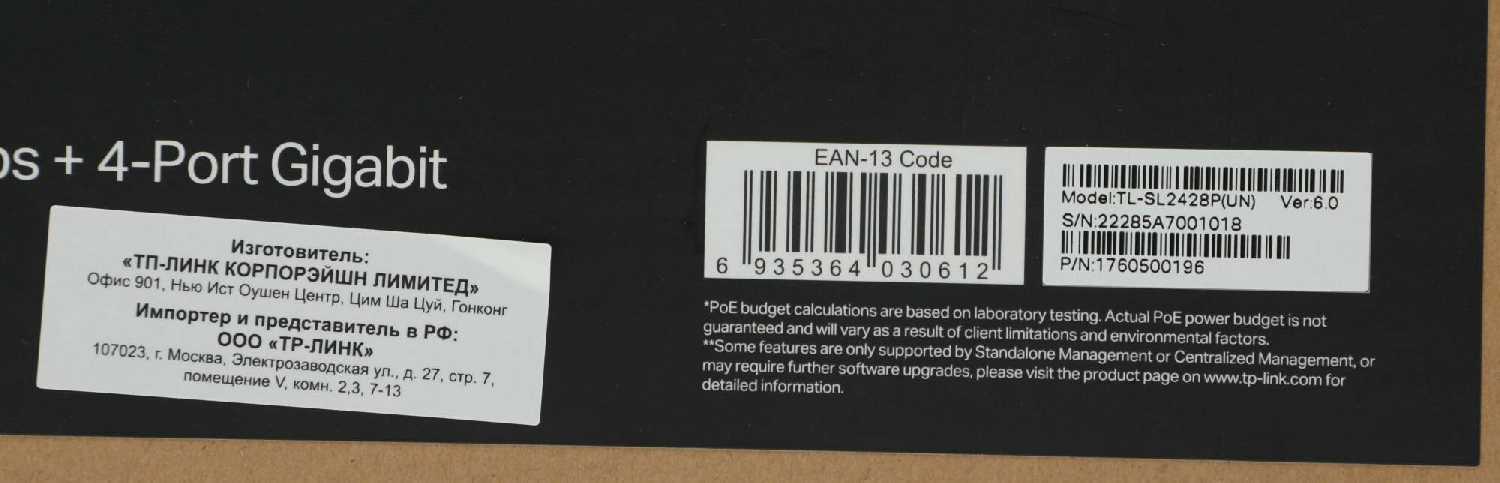 + 4-Port Gigabit
Изготовитель:
«ТП-ЛИНК КОРПОРЭЙШН ЛИМИТЕД»
Офис 901, Нью Ист Оушен Центр, Цим Ша Цуй, Гонконг
Импортер и представитель в РФ:
ООО «ТР-ЛИНК»
107023, г. Москва, Электрозаводская ул., д. 27, стр. 7,
помещение V, комн. 2,3, 7-13
EAN-13 Code
6 935364 030612
Model:TL-SL2428P(UN) Ver:6.0
S/N:22285A7001018
P/N:1760500196
*PoE budget calculations are based on laboratory testing. Actual PoE power budget is not
guaranteed and will vary as a result of client limitations and environmental factors.
**Some features are only supported by Standalone Management or Centralized Management, or
may require further software upgrades, please visit the product page on www.tp-link.com for
detailed information.